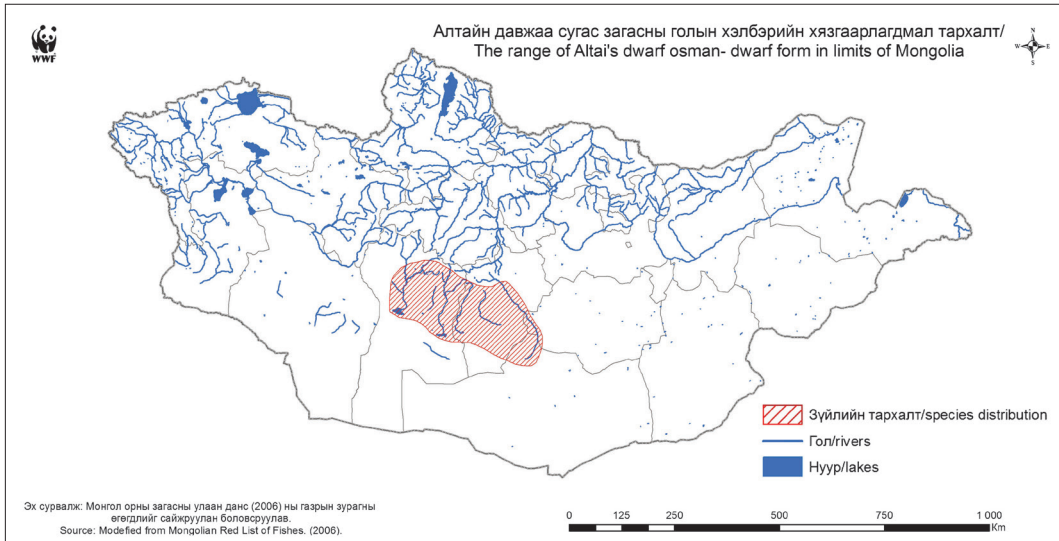 Алтайн давжаа сугас загасны голын хэлбэрийн хязгаарлагдмал тархалт/
The range of Altai's dwarf osman- dwarf form in limits of Mongolia
WWF
N
W E
S
Зүйлийн тархалт/species distribution
Гол/rivers
Нуур/lakes
Эх сурвалж: Монгол орны загасны улаан данс (2006) ны газрын зурагны
өгөгдлийг сайжруулан боловсруулав.
Source: Modefied from Mongolian Red List of Fishes. (2006).
0 125 250 500 750 1 000
Km